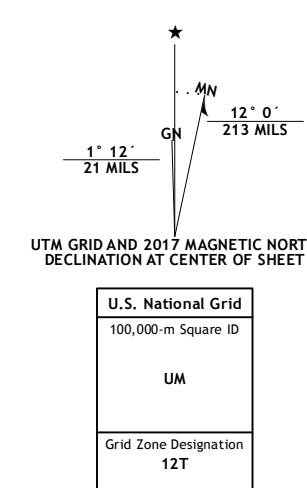 ★
MN
GN
12° 0´
213 MILS
1° 12´
21 MILS
UTM GRID AND 2017 MAGNETIC NORT
DECLINATION AT CENTER OF SHEET
U.S. National Grid
100,000-m Square ID
UM
Grid Zone Designation
12T